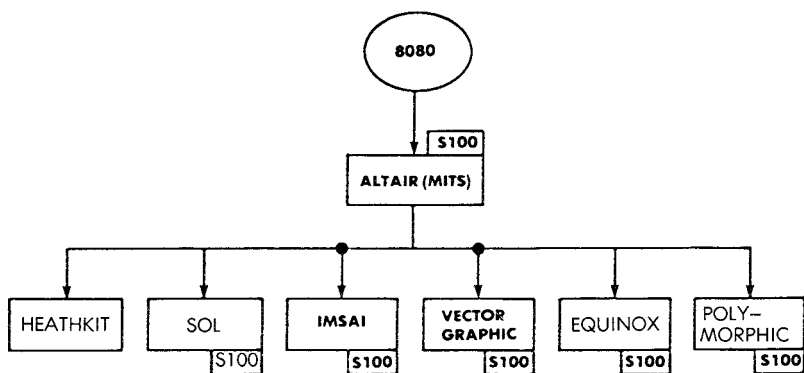 8080
S100
ALTAIR (MITS)
HEATHKIT
SOL
S100
IMSAI
S100
VECTOR
GRAPHIC
S100
EQUINOX
S100
POLY–
MORPHIC
S100